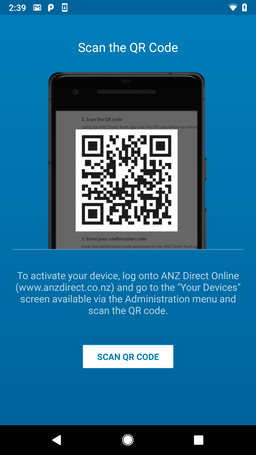 2:39
Scan the QR Code
2. Scan the QR code
3. Enter your confirmation code
To activate your device, log onto ANZ Direct Online
(www.anzdirect.co.nz) and go to the "Your Devices"
screen available via the Administration menu and
scan the QR code.
SCAN QR CODE